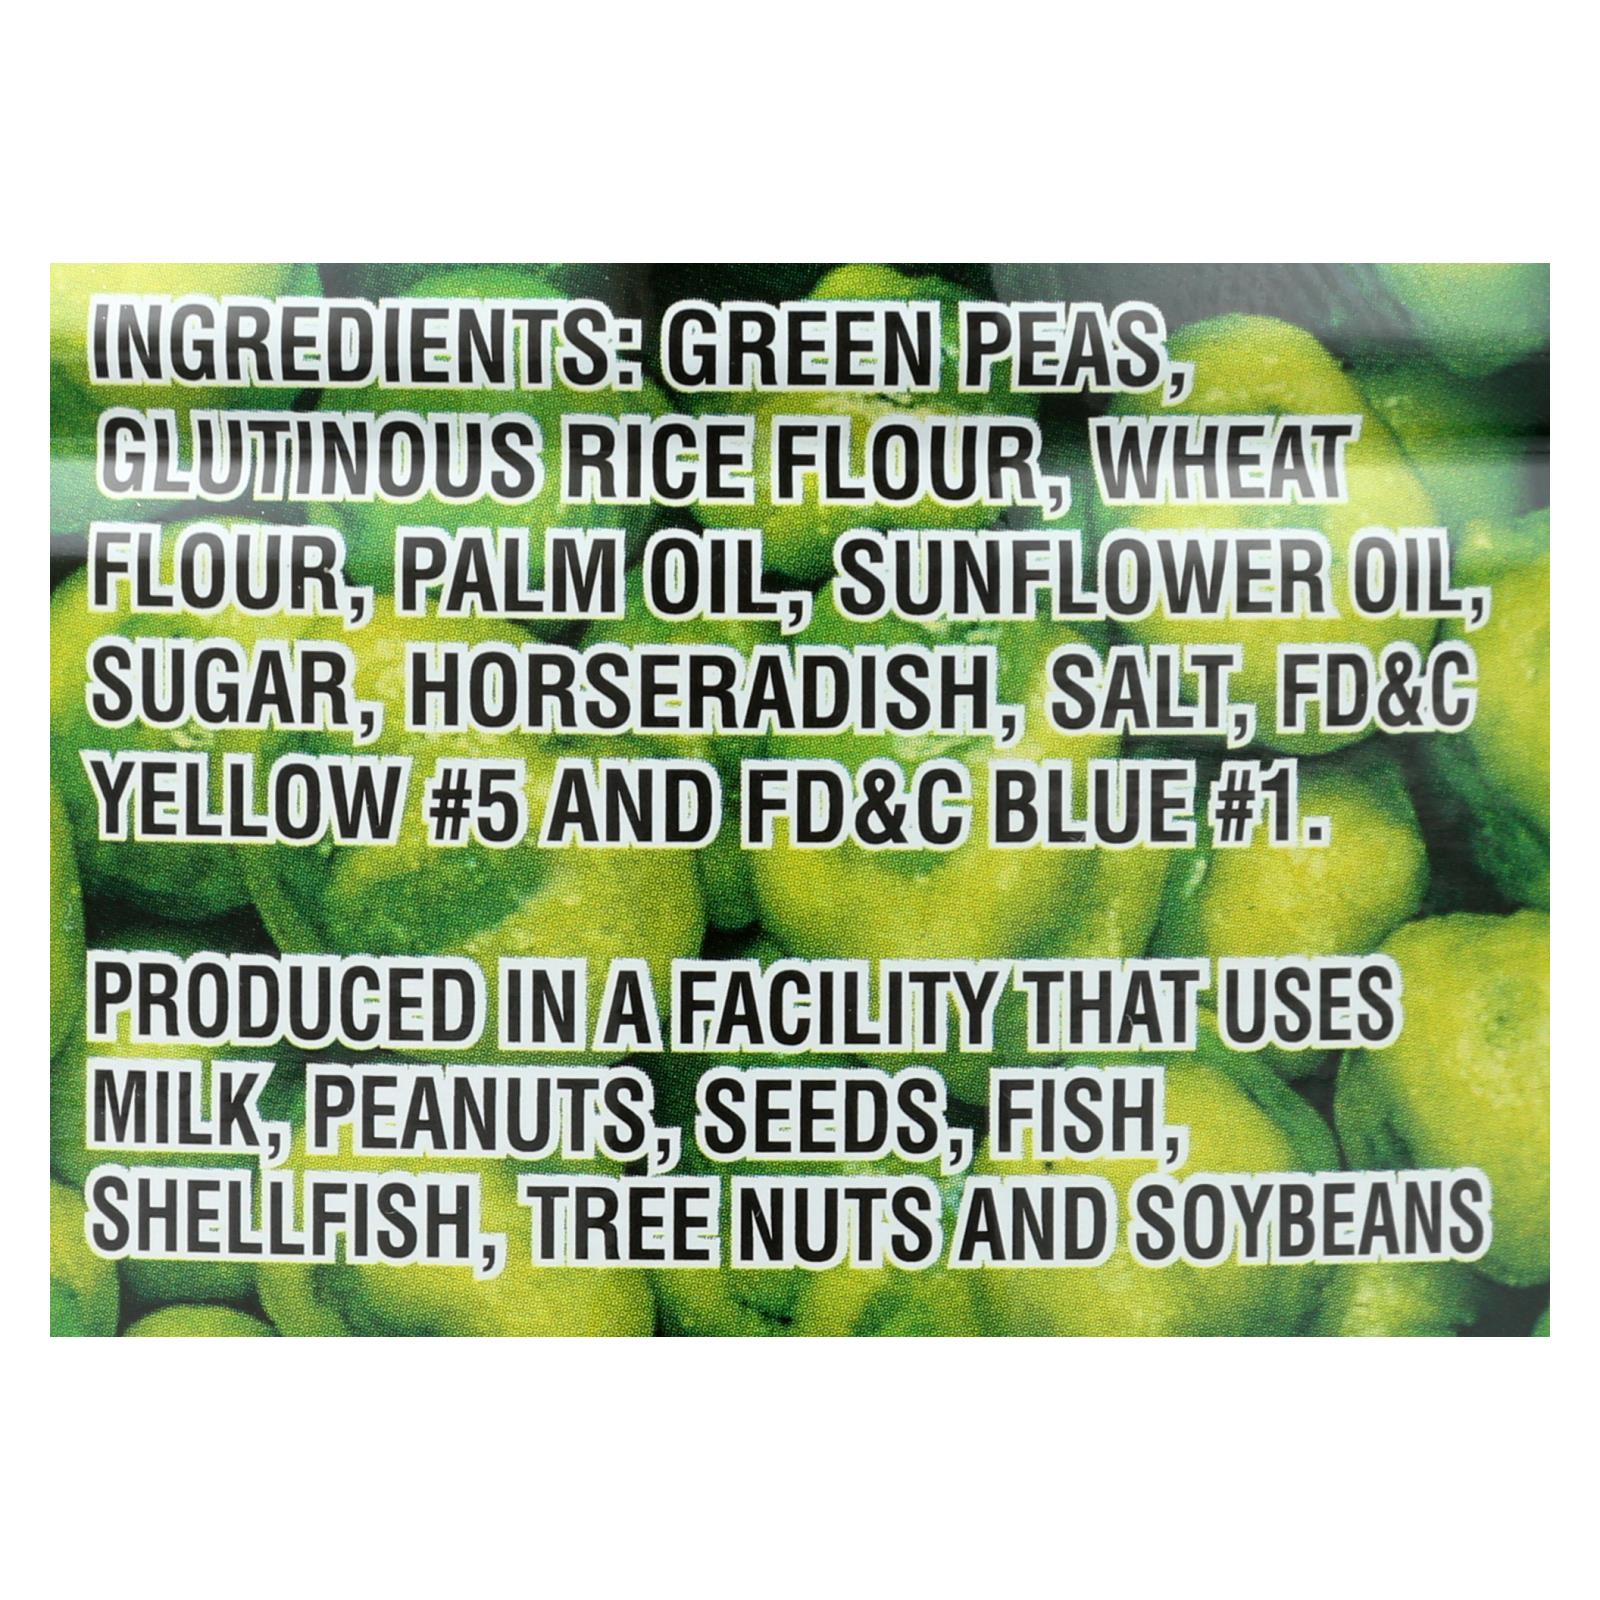 INGREDIENTS: GREEN PEAS,
GLUTINOUS RICE FLOUR, WHEAT
FLOUR, PALM OIL, SUNFLOWER OIL,
SUGAR, HORSERADISH, SALT, FD&C
YELLOW #5 AND FD&C BLUE #1.
PRODUCED IN A FACILITY THAT USES
MILK, PEANUTS, SEEDS, FISH,
SHELLFISH, TREE NUTS AND SOYBEANS